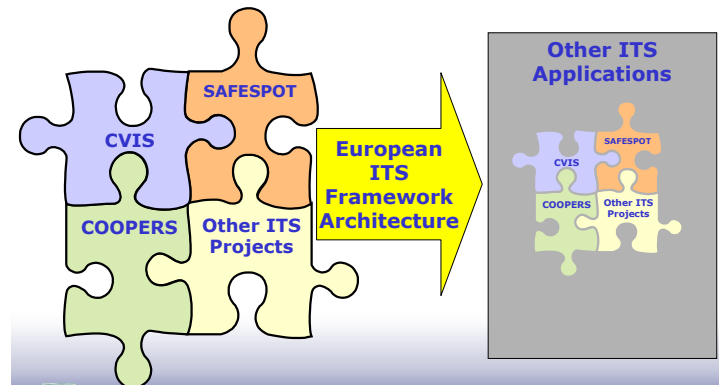 SAFESPOT
CVIS
COOPERS
Other ITS
Projects
European
ITS
Framework
Architecture
Other ITS
Applications
SAFESPOT
CVIS
COOPERS
Other ITS
Projects